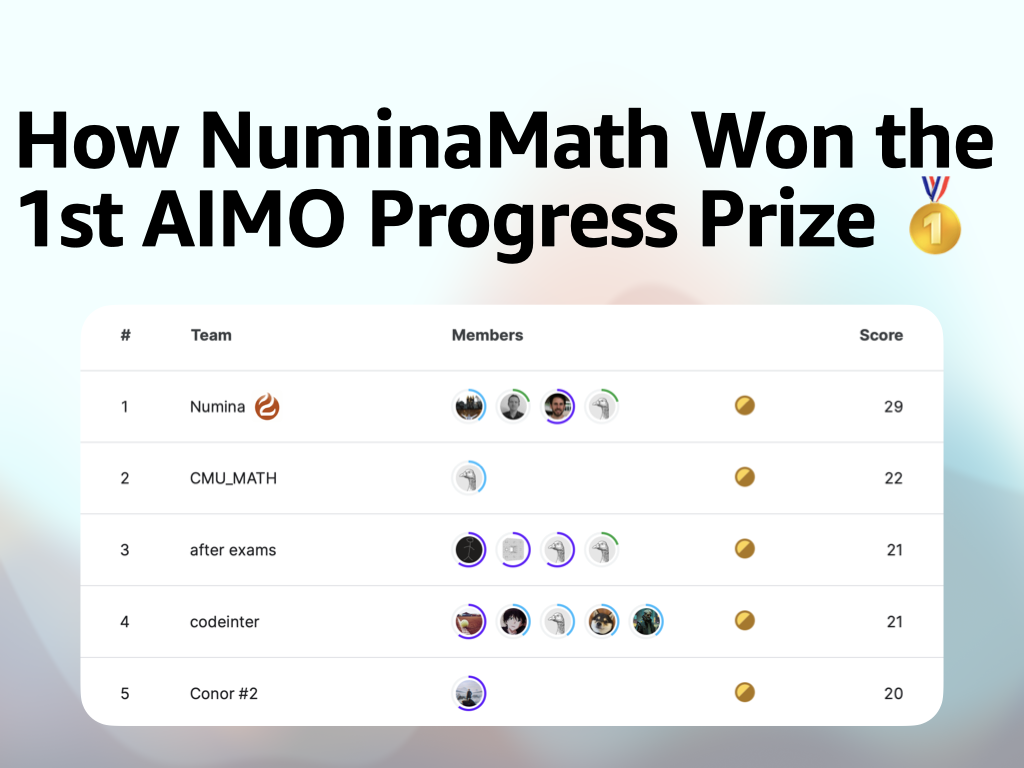 How NuminaMath Won the
1st AIMO Progress Prize 🥇
# Team Members Score
1 Numina 29
2 CMU_MATH 22
3 after exams 21
4 codeinter 21
5 Conor #2 20